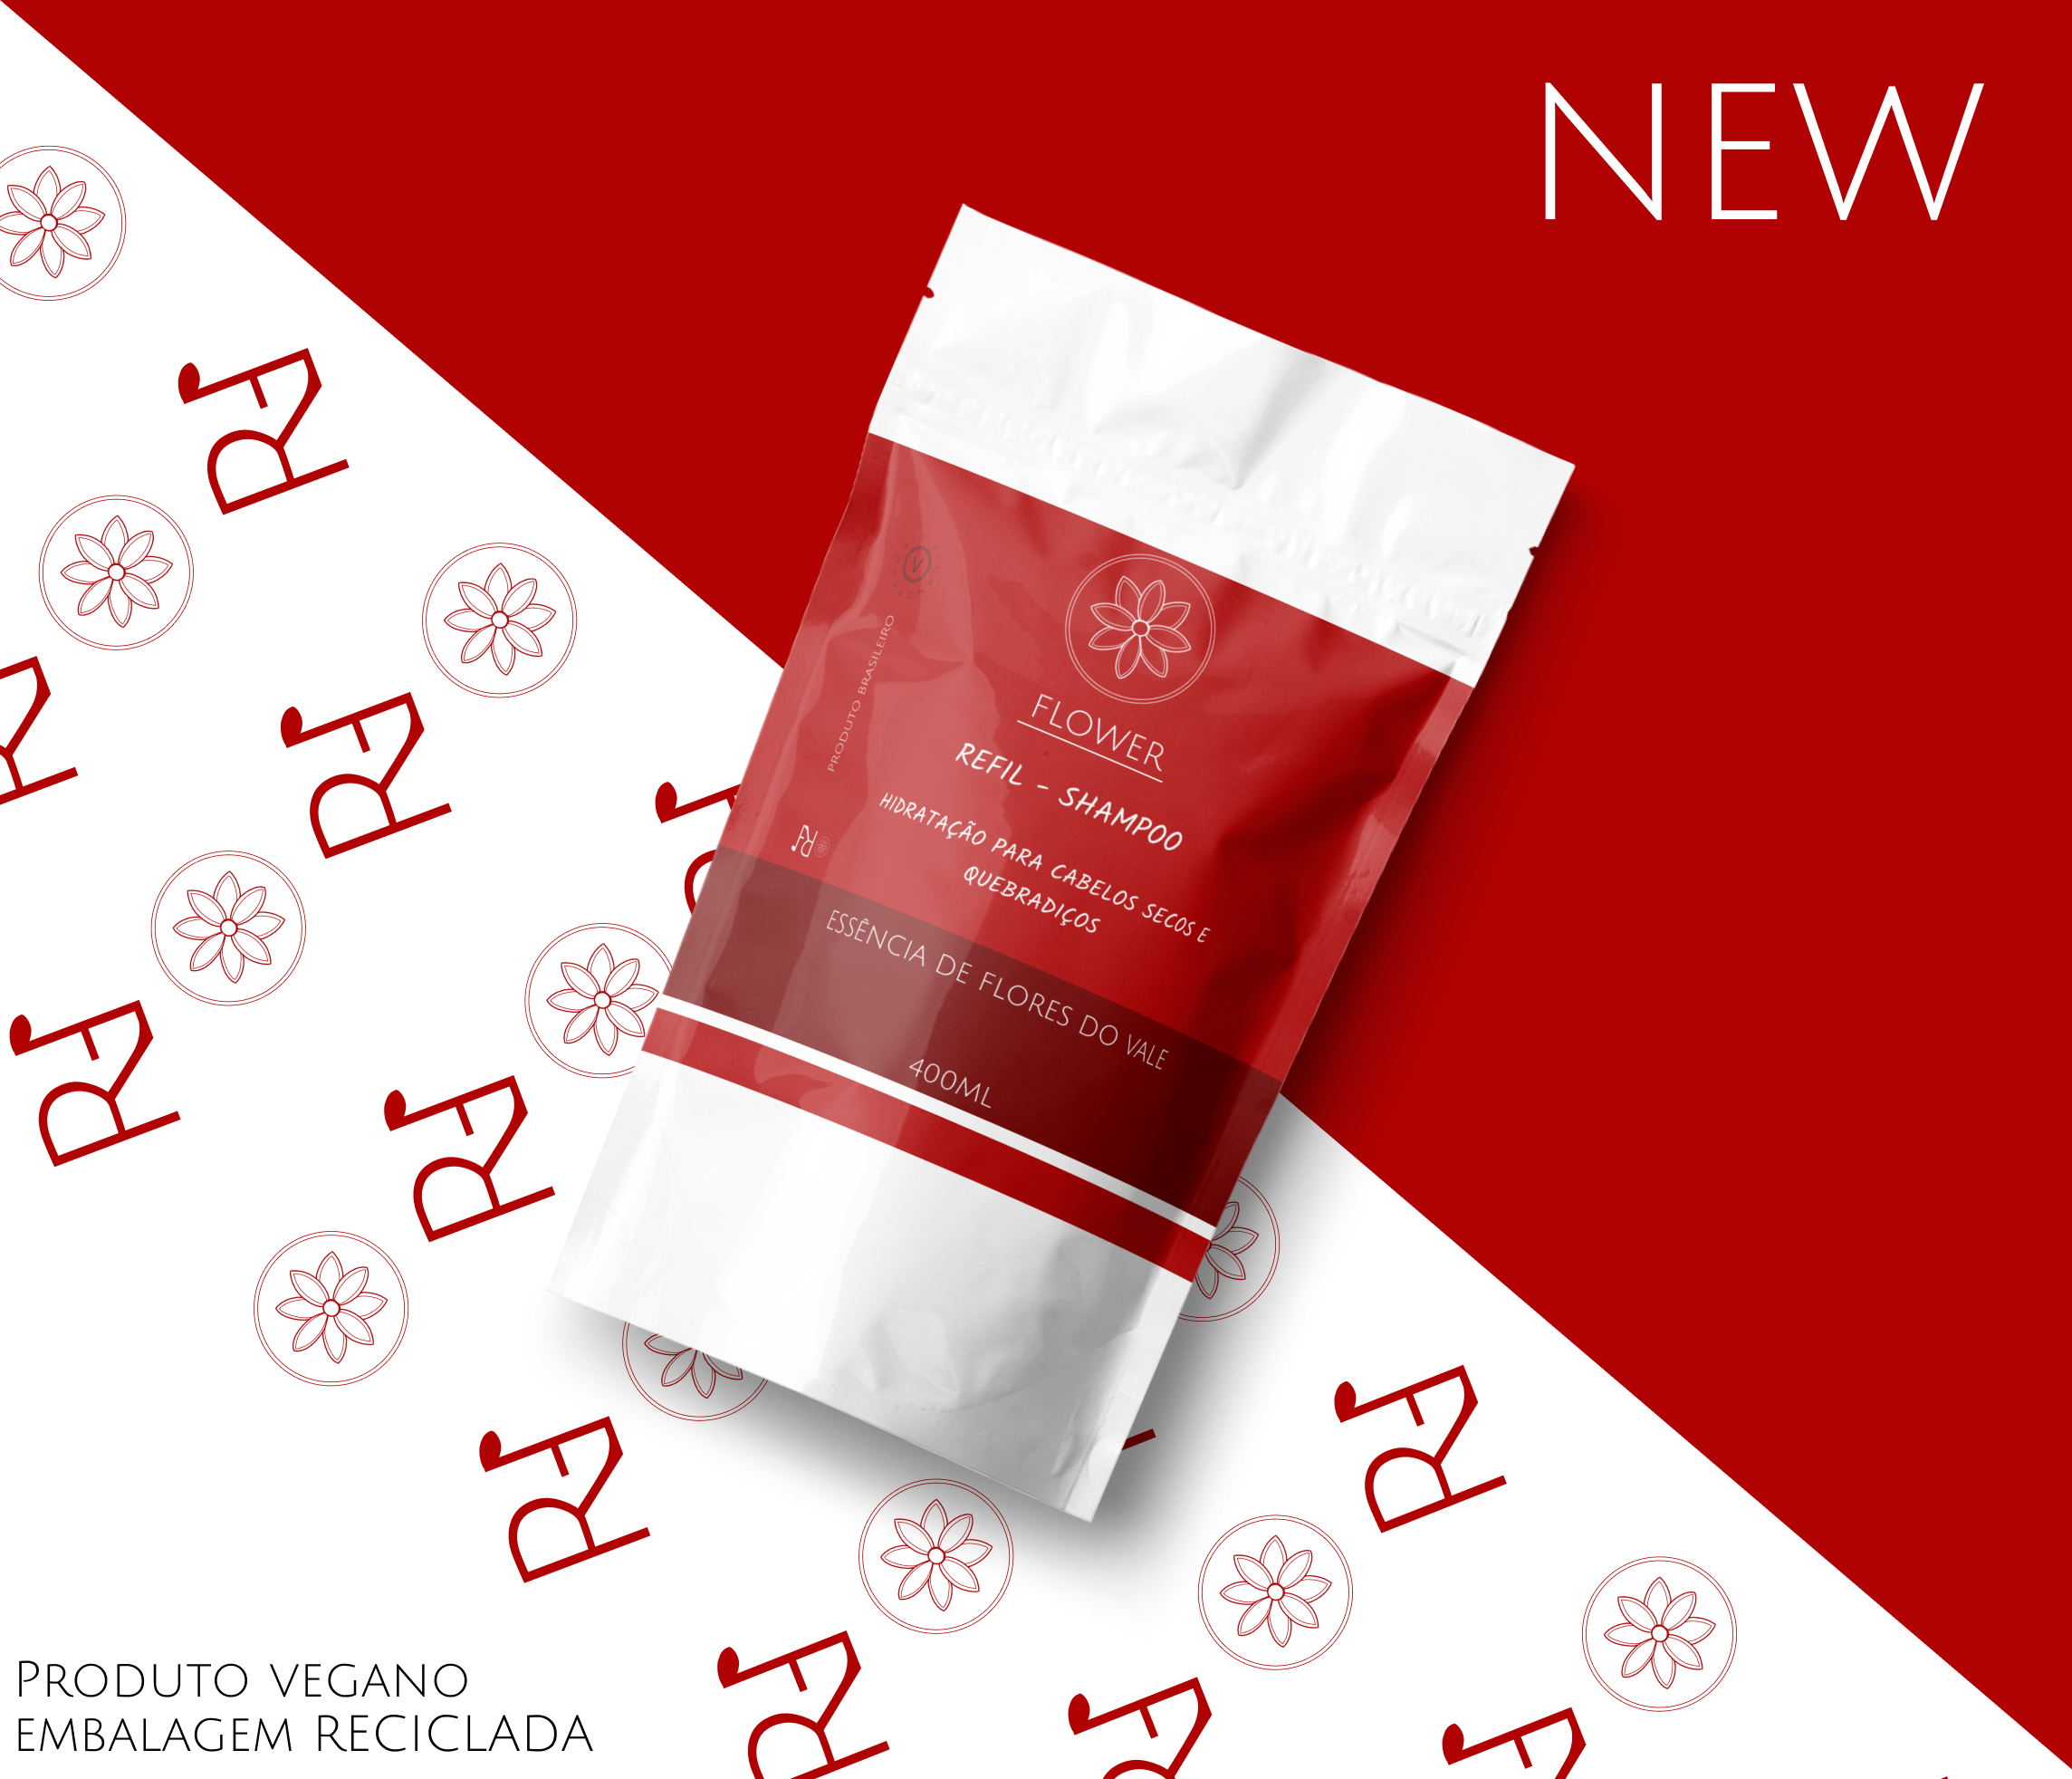 NEW
PRODUTO BRASILEIRO
FLOWER
REFIL - SHAMPOO
HIDRATAÇÃO PARA CABELOS SECOS E
QUEBRADIÇOS
ESSÊNCIA DE FLORES DO VALE
400ML
PRODUTO VEGANO
EMBALAGEM RECICLADA